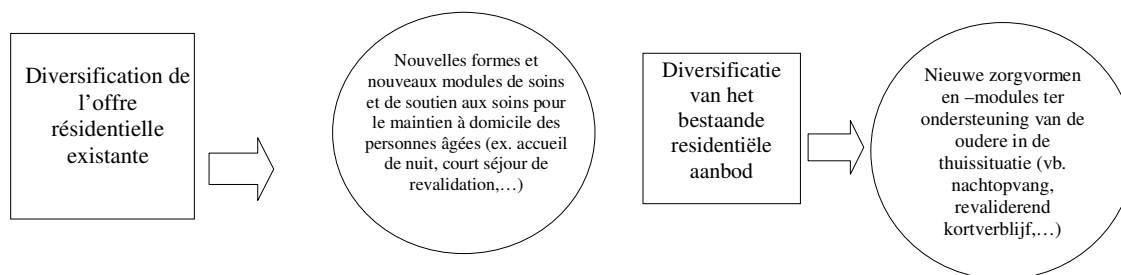 Diversification de
l’offre
résidentielle
existante
Nouvelles formes et
nouveaux modules de soins
et de soutien aux soins pour
le maintien à domicile des
personnes âgées (ex. accueil
de nuit, court séjour de
revalidation,…)
Diversificatie
van het
bestaande
residentiële
aanbod
Nieuwe zorgvormen
en –modules ter
ondersteuning van de
oudere in de
thuissituatie (vb.
nachtopvang,
revaliderend
kortverblijf,…)